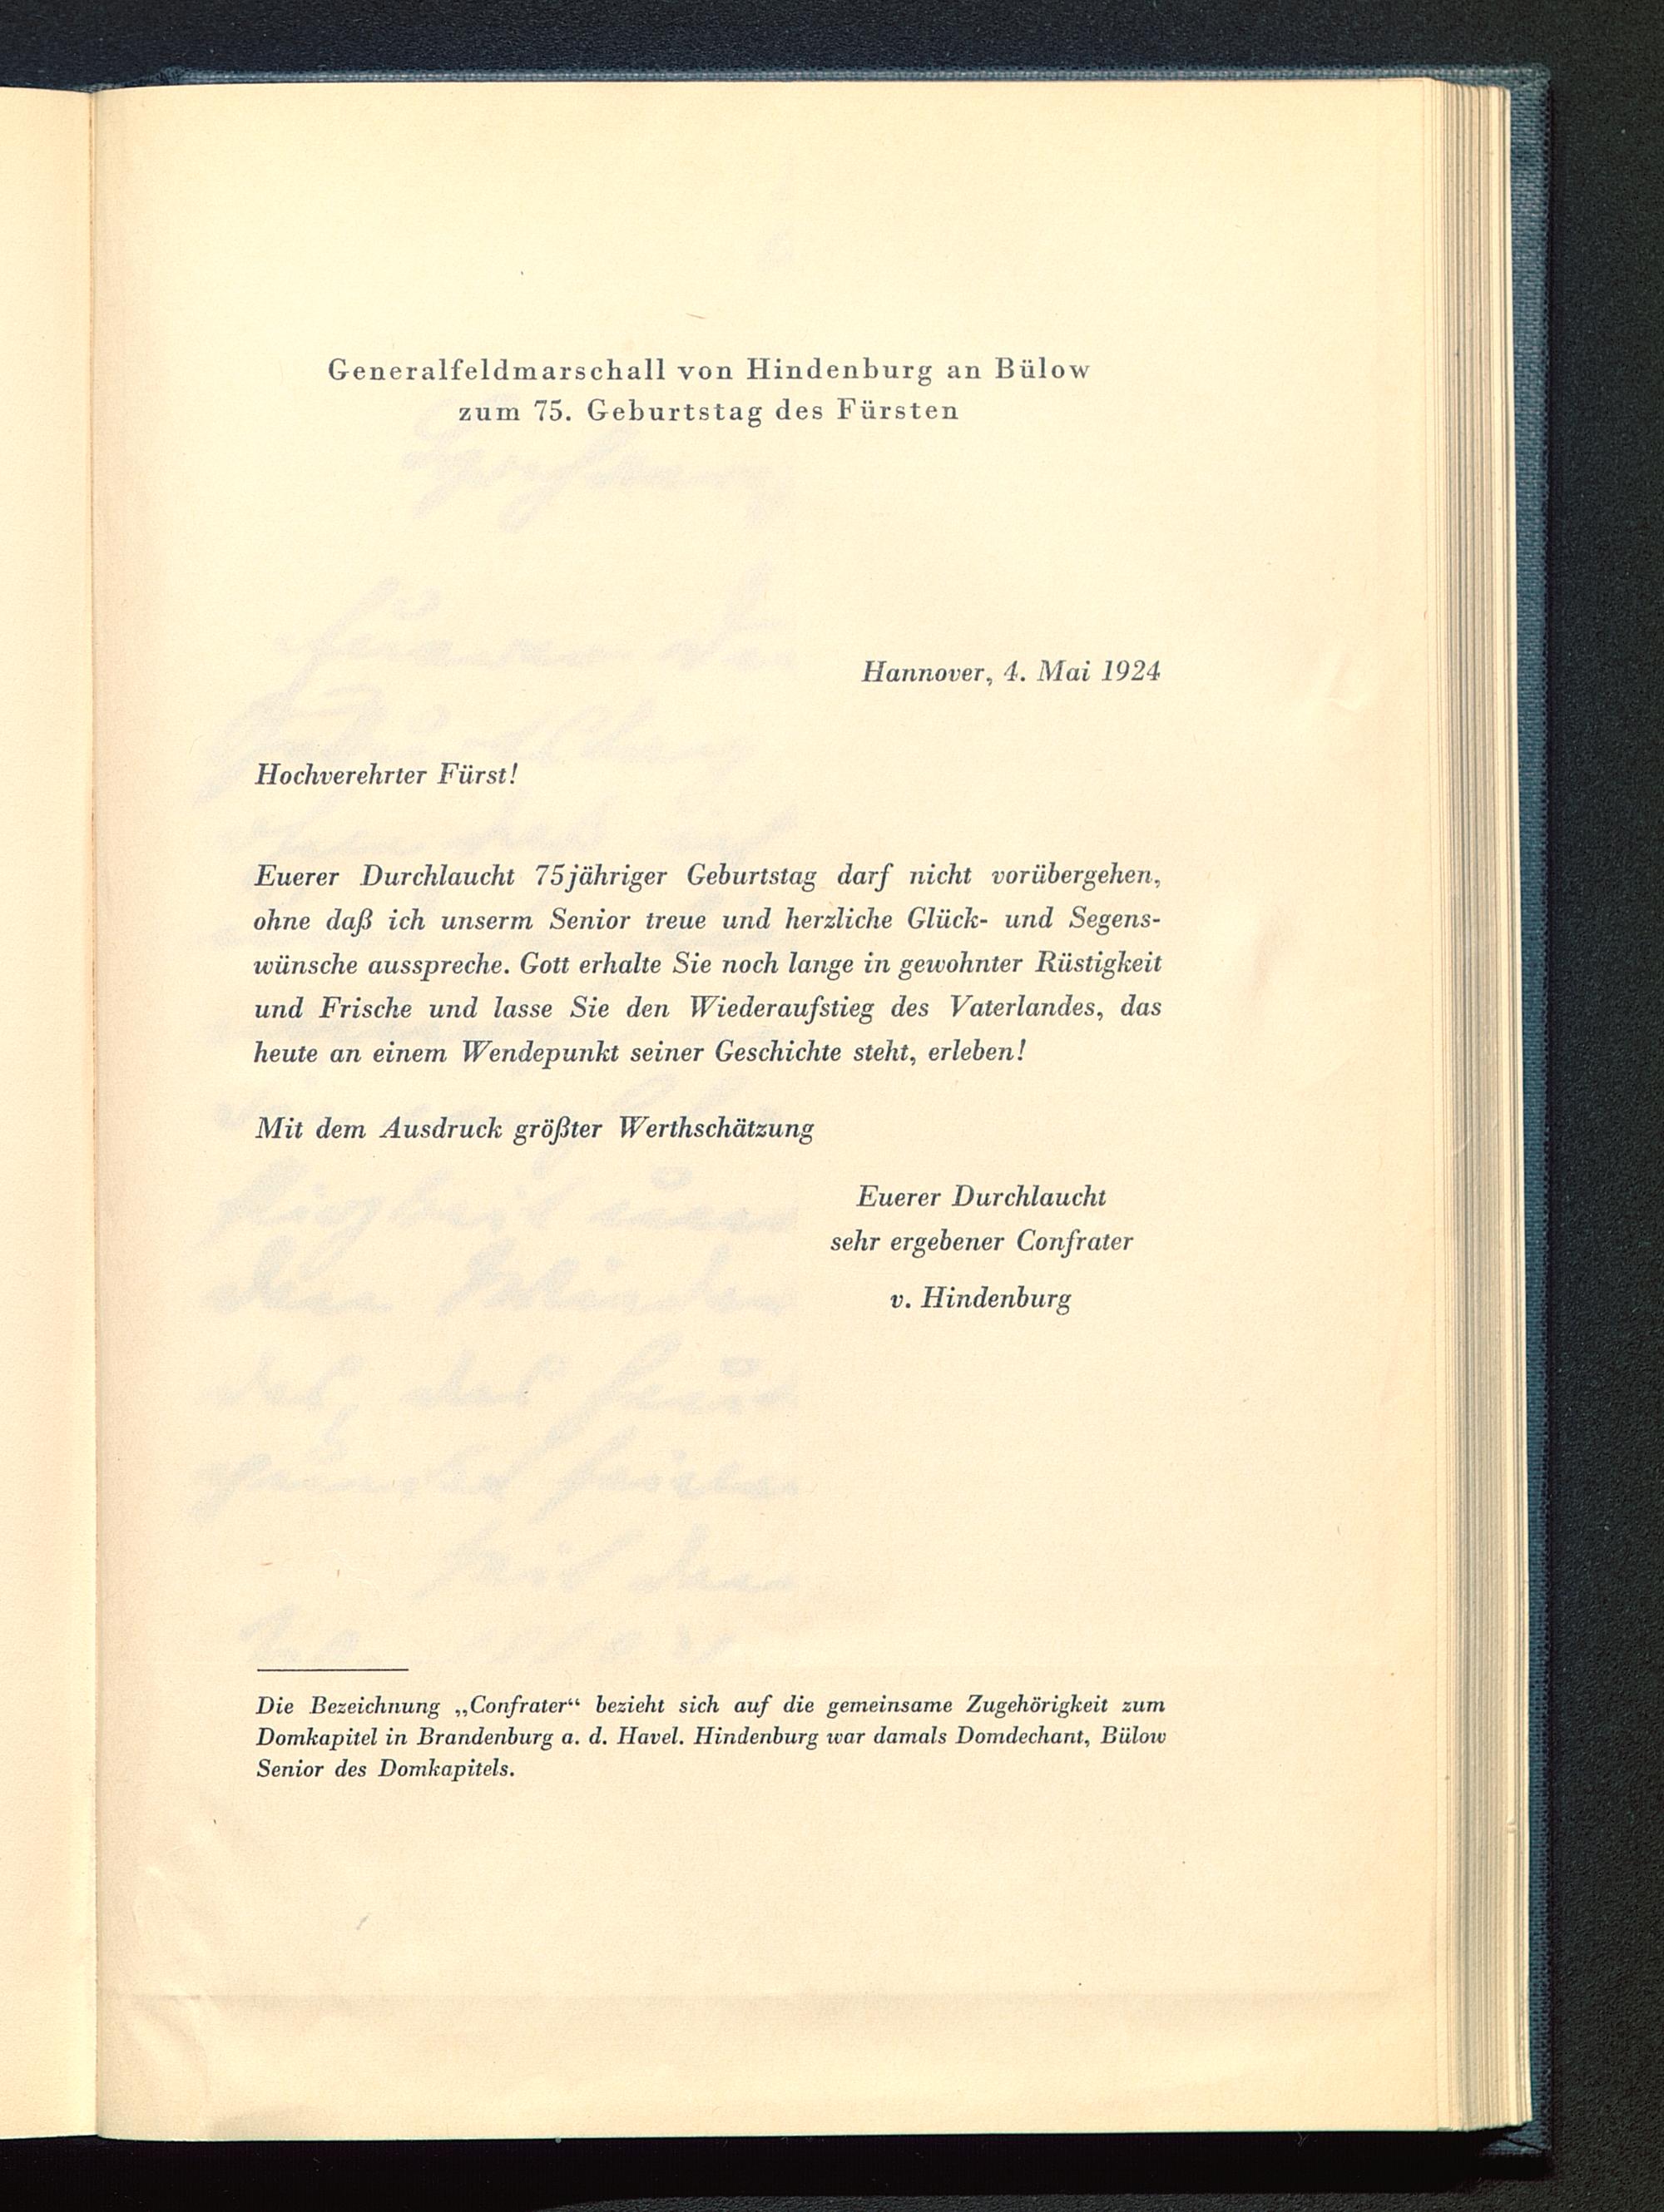 Generalfeldmarschall von Hindenburg an Bülow
zum 75. Geburtstag des Fürsten
Hannover, 4. Mai 1924
Hochverehrter Fürst!
Euerer Durchlaucht 75jähriger Geburtstag darf nicht vorübergehen,
ohne daß ich unserm Senior treue und herzliche Glück- und Segens-
wünsche ausspreche. Gott erhalte Sie noch lange in gewohnter Rüstigkeit
und Frische und lasse Sie den Wiederaufstieg des Vaterlandes, das
heute an einem Wendepunkt seiner Geschichte steht, erleben!
Mit dem Ausdruck größter Werthschätzung
Euerer Durchlaucht
sehr ergebener Confrater
v. Hindenburg
Die Bezeichnung „Confrater“ bezieht sich auf die gemeinsame Zugehörigkeit zum
Domkapitel in Brandenburg a. d. Havel. Hindenburg war damals Domdechant, Bülow
Senior des Domkapitels.